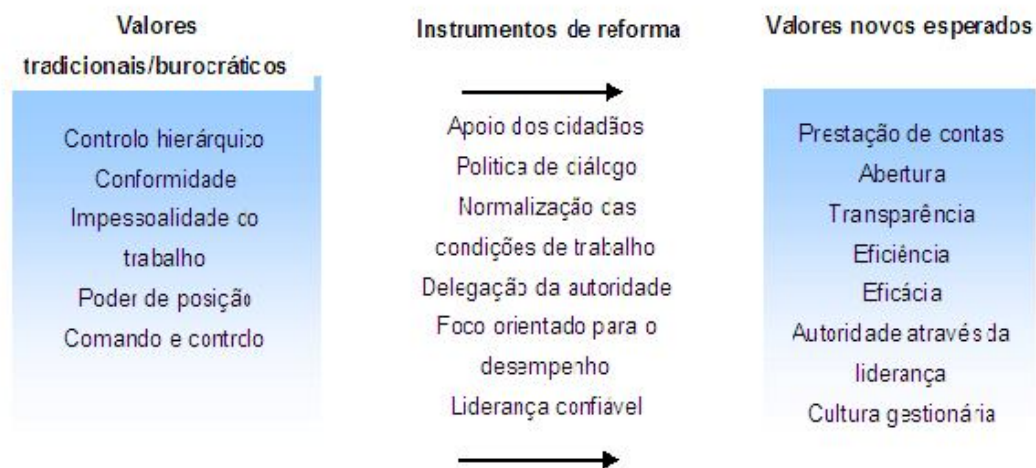 Valores
tradicionais/burocráticos
Controlo hierárquico
Conformidade
Impessoalidade do
trabalho
Poder de posição
Comando e controlo
Instrumentos de reforma
Apoio dos cidadãos
Politica de diálogo
Normalização das
condições de trabalho
Delegação da autoridade
Foco orientado para o
desempenho
Liderança confiável
Valores novos esperados
Prestação de contas
Abertura
Transparência
Eficiência
Eficácia
Autoridade através da
liderança
Cultura gestionária